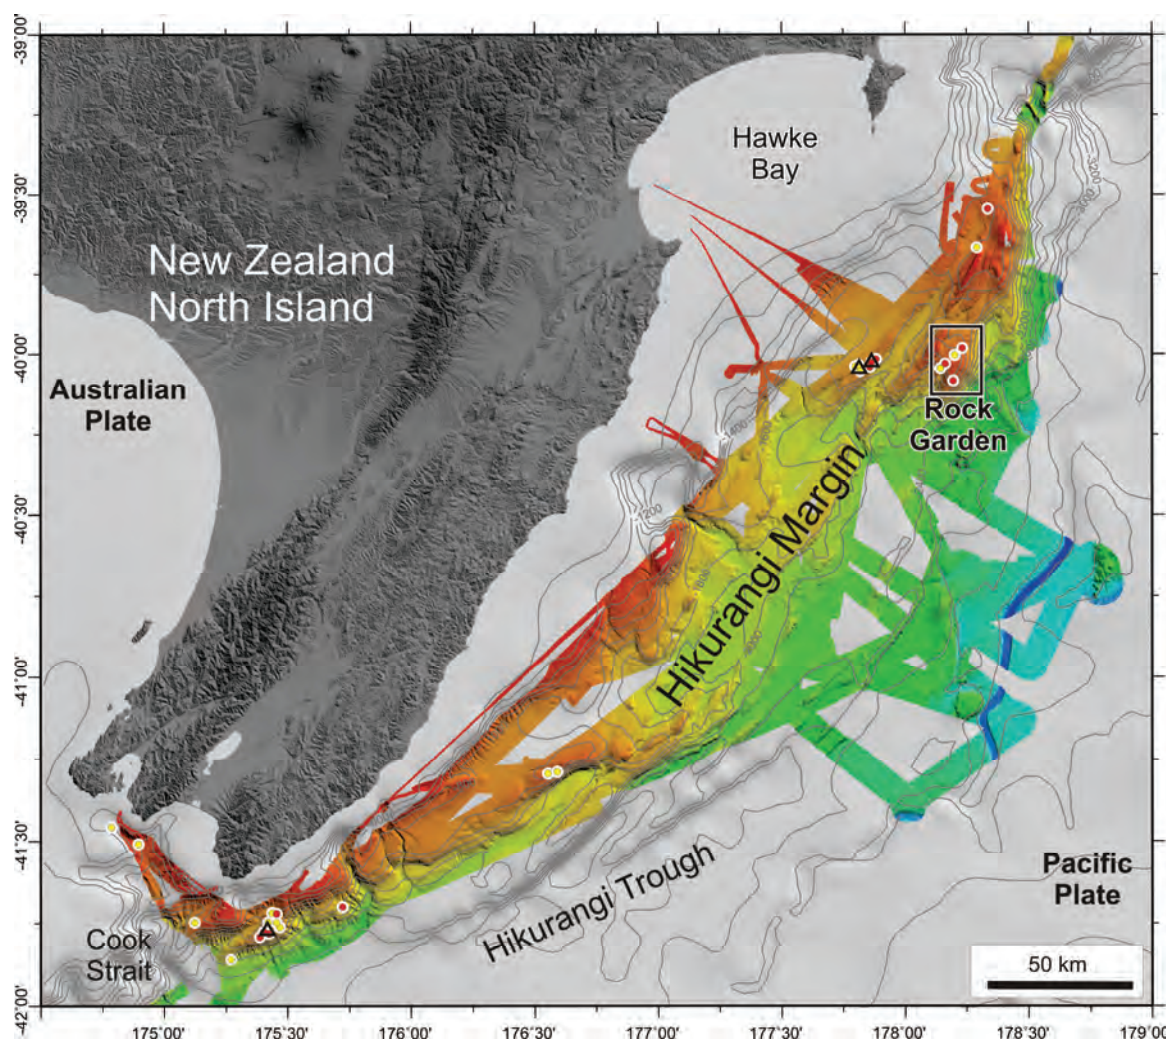 -39°00'
-39°30'
-40°00'
-40°30'
-41°00'
-41°30'
-42°00'
Hawke
Bay
New Zealand
North Island
Australian
Plate
Rock
Garden
Hikurangi Margin
Hikurangi Trough
Pacific
Plate
Cook
Strait
50 km
-1200
175°00'
175°30'
176°00'
176°30'
177°00'
177°30'
178°00'
178°30'
179°00'